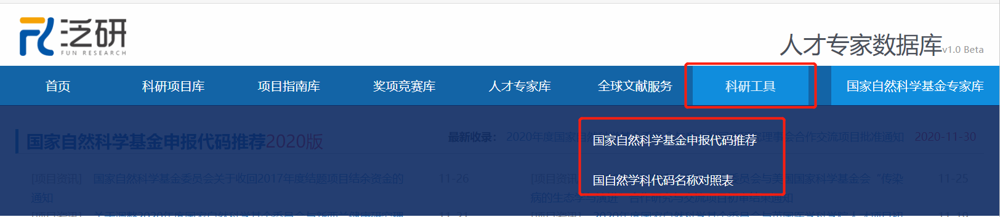 泛研
FUN RESEARCH
人才专家数据库v1.0 Beta
首页 科研项目库 项目指南库 奖项竞赛库 人才专家库 全球文献服务 科研工具 国家自然科学基金专家库
国家自然科学基金申报代码推荐2020版
最新收录： 2020年度国家自 理事会合作交流项目批准通知 2020-11-30
国家自然科学基金申报代码推荐
[项目资讯] 国家自然科学基金委员会关于收回2017年度结题项目结余资金的 11-26
通知
[项目资讯] 委员会与美国国家科学基金会“传染 11-25
病的生态学与演进”合作研究与交流项目初审结果通知
国自然学科代码名称对照表